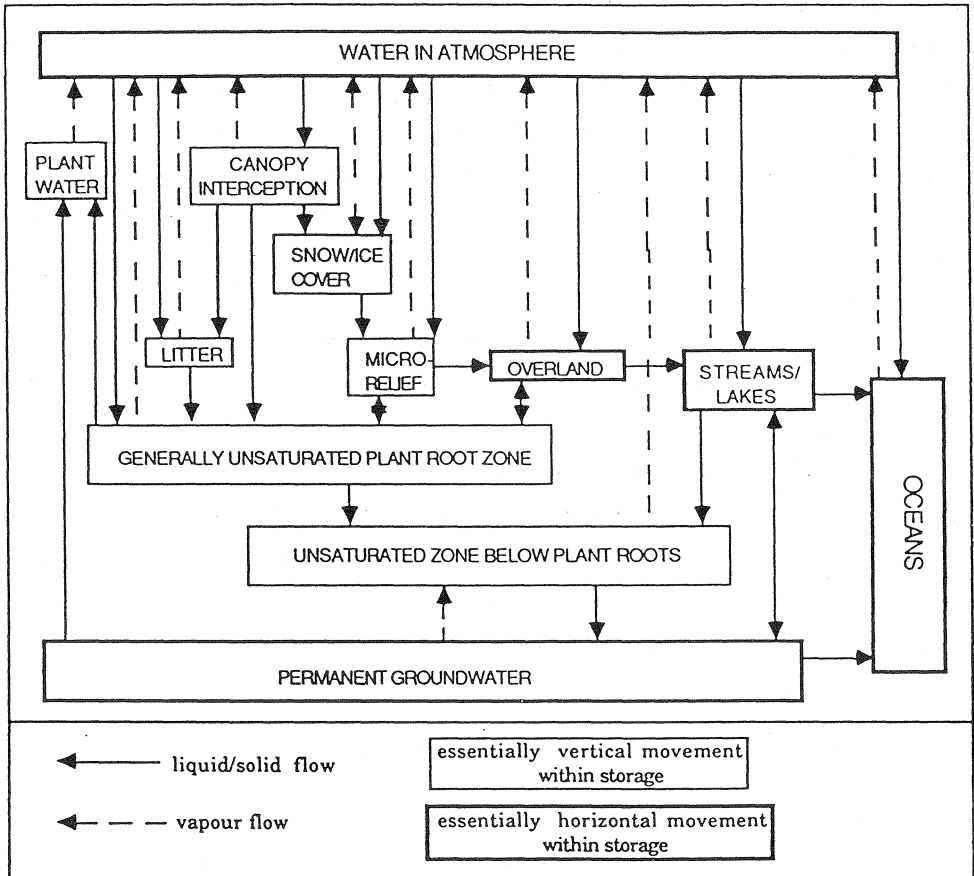 WATER IN ATMOSPHERE
PLANT
WATER
CANOPY
INTERCEPTION
SNOW/ICE
COVER
LITTER
MICRO
RELIEF
OVERLAND
STREAMS/
LAKES
GENERALLY UNSATURATED PLANT ROOT ZONE
OCEANS
UNSATURATED ZONE BELOW PLANT ROOTS
PERMANENT GROUNDWATER
liquid/solid flow
essentially vertical movement
within storage
vapour flow
essentially horizontal movement
within storage